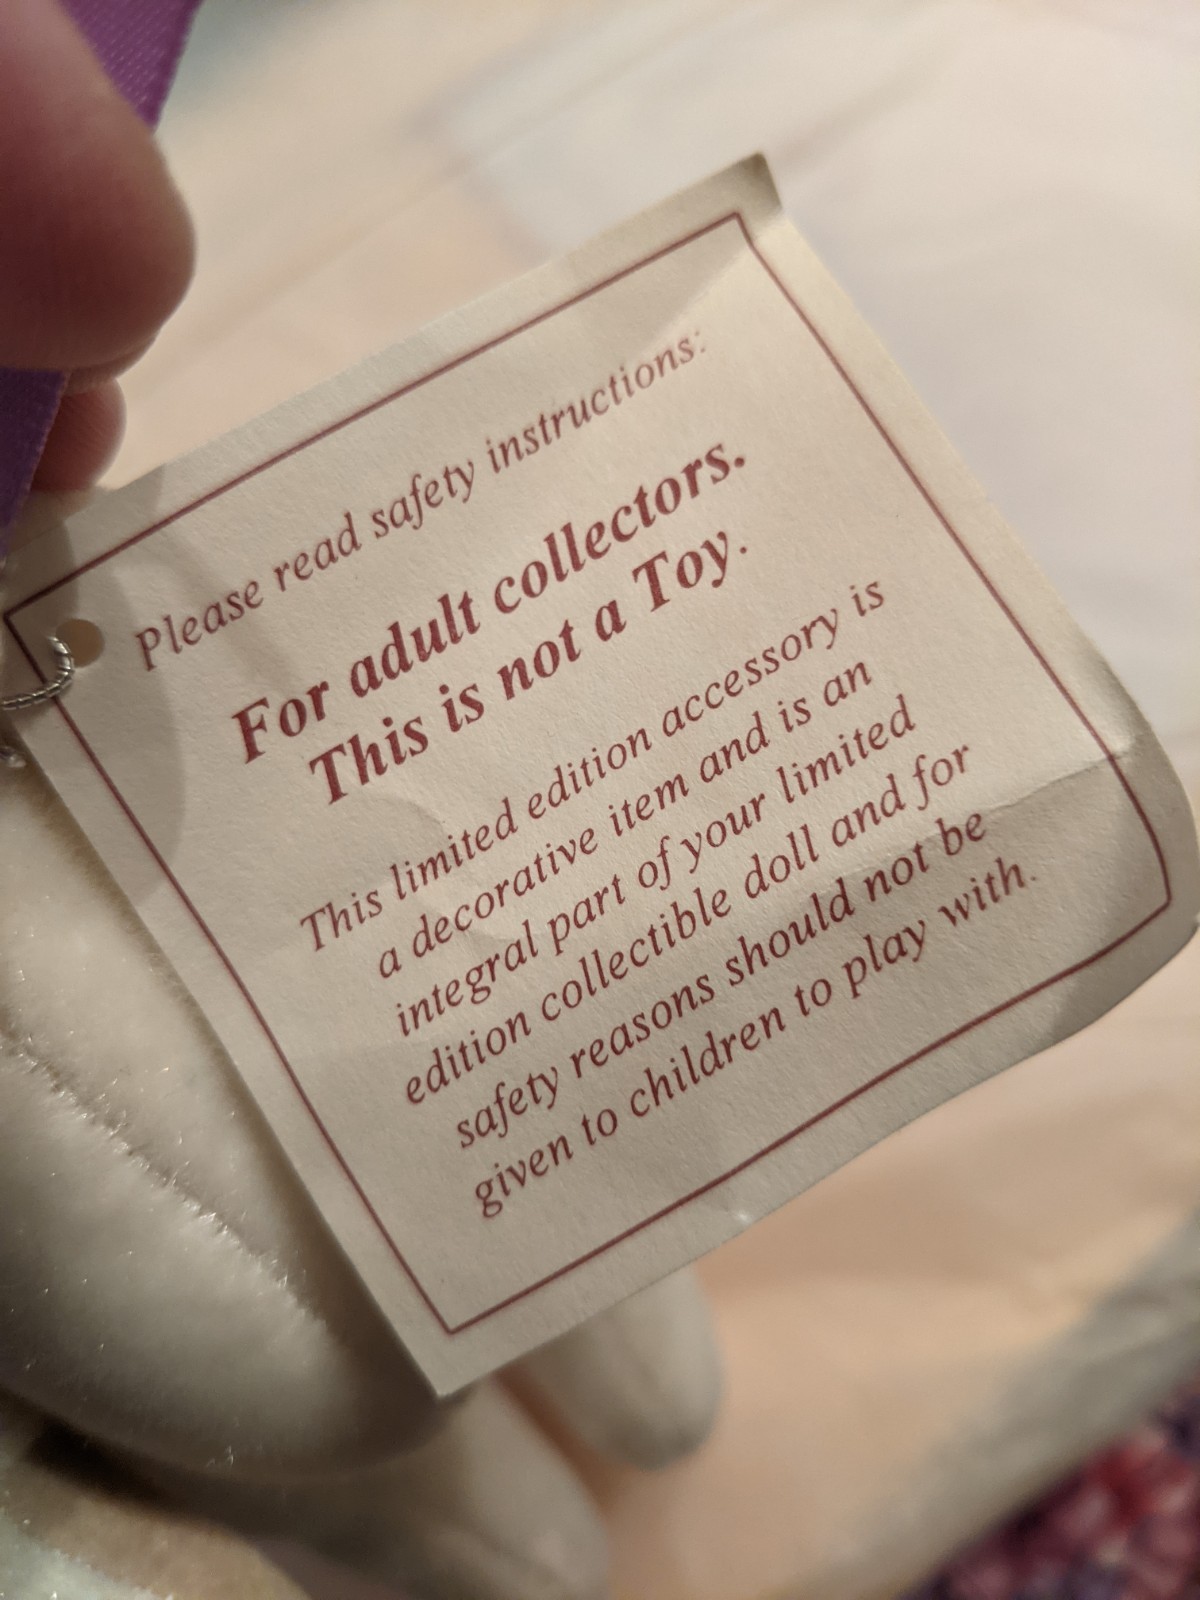 Please read safety instructions:
For adult collectors.
This is not a Toy.
This limited edition accessory is
a decorative item and is an
integral part of your limited
edition collectible doll and for
safety reasons should not be
given to children to play with.